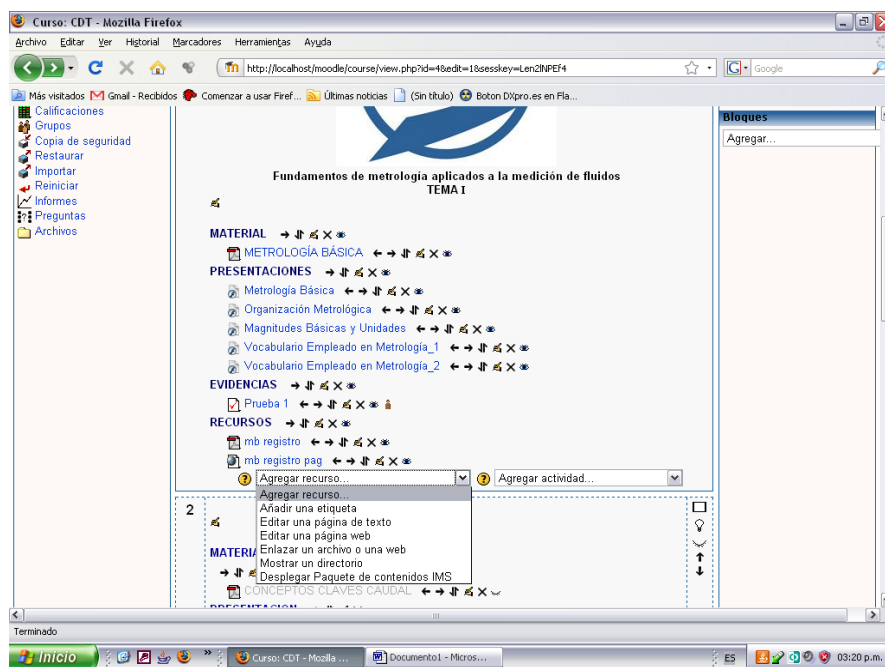 Curso: CDT - Mozilla Firefox
Archivo Editar Ver Historial Marcadores Herramientas Ayuda
http://localhost/moodle/course/view.php?id=4&edit=1&sesskey=Len2lNPEf4
Google
Más visitados Gmail - Recibidos Comenzar a usar Firef... Últimas noticias (Sin título) Boton DXpro.es en Fla...
Calificaciones
Grupos
Copia de seguridad
Restaurar
Importar
Reiniciar
Informes
Preguntas
Archivos
Fundamentos de metrología aplicados a la medición de fluidos
TEMA I
MATERIAL
METROLOGÍA BÁSICA
PRESENTACIONES
Metrología Básica
Organización Metrológica
Magnitudes Básicas y Unidades
Vocabulario Empleado en Metrología_1
Vocabulario Empleado en Metrología_2
EVIDENCIAS
Prueba 1
RECURSOS
mb registro
mb registro pag
Agregar recurso... Agregar actividad...
Agregar recurso...
Añadir una etiqueta
Editar una página de texto
Editar una página web
Enlazar un archivo o una web
Mostrar un directorio
Desplegar Paquete de contenidos IMS
2
CONCEPTOS CLAVES CAUDAL
Bloques
Agregar...
Terminado
Inicio Curso: CDT - Mozilla ... Documento1 - Micros... ES 03:20 p.m.